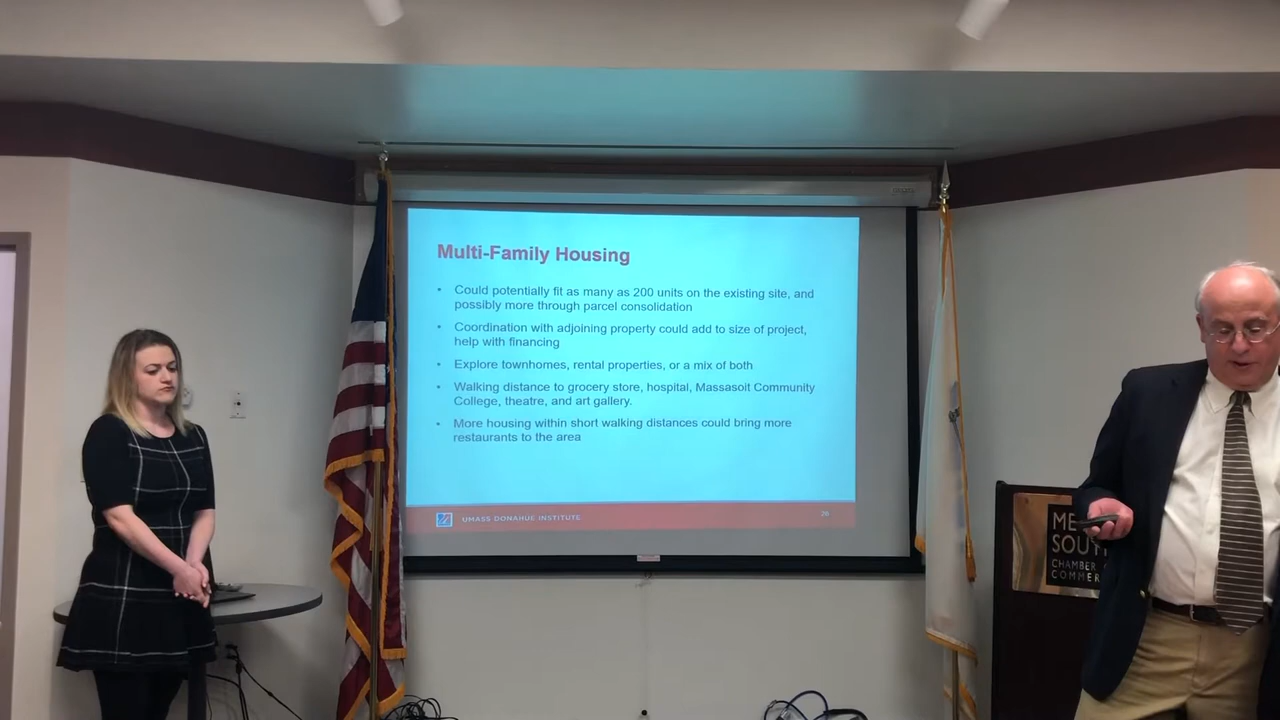 Multi-Family Housing
• Could potentially fit as many as 200 units on the existing site, and
possibly more through parcel consolidation
• Coordination with adjoining property could add to size of project,
help with financing
• Explore townhomes, rental properties, or a mix of both
• Walking distance to grocery store, hospital, Massasoit Community
College, theatre, and art gallery.
• More housing within short walking distances could bring more
restaurants to the area
UMASS DONAHUE INSTITUTE
26
ME
SOUT
CHAMBER
COMMER